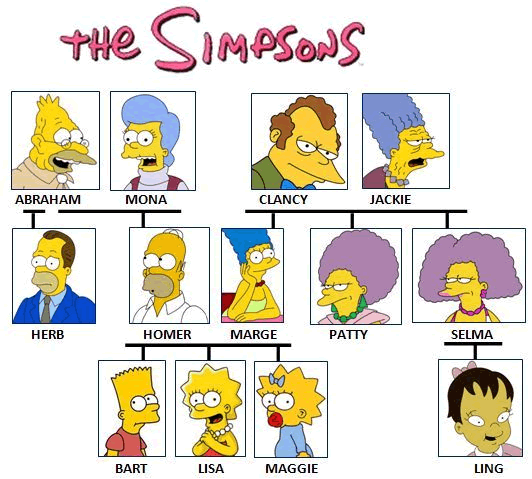 the SIMPSONS
ABRAHAM MONA CLANCY JACKIE
HERB HOMER MARGE PATTY SELMA
BART LISA MAGGIE LING